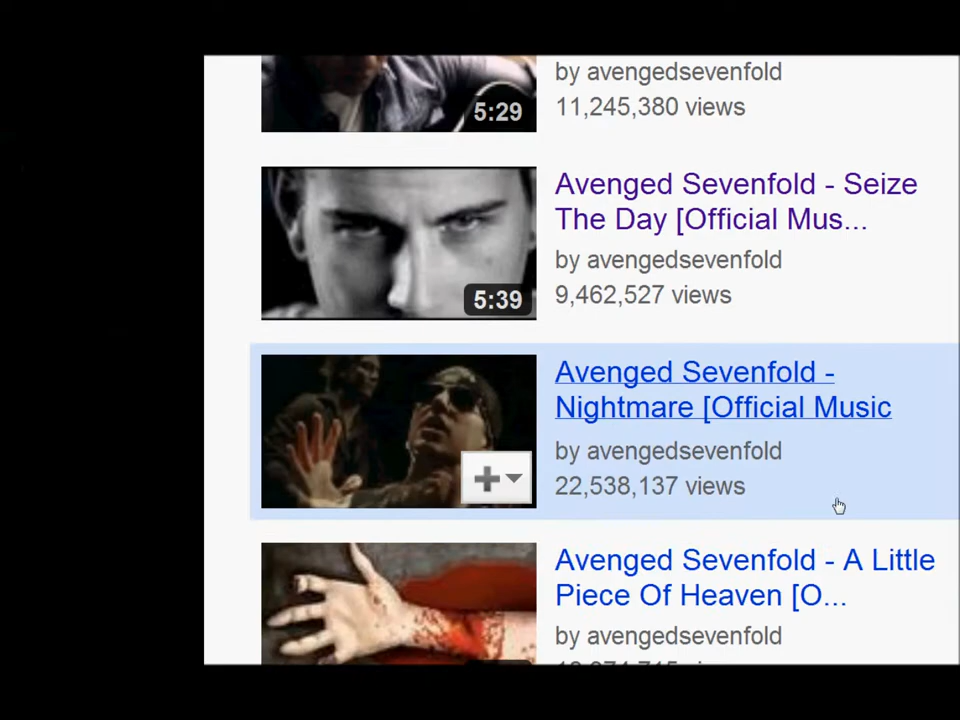 by avengedsevenfold
11,245,380 views
5:29
Avenged Sevenfold - Seize
The Day [Official Mus...
by avengedsevenfold
9,462,527 views
5:39
Avenged Sevenfold -
Nightmare [Official Music
by avengedsevenfold
22,538,137 views
Avenged Sevenfold - A Little
Piece Of Heaven [O...
by avengedsevenfold